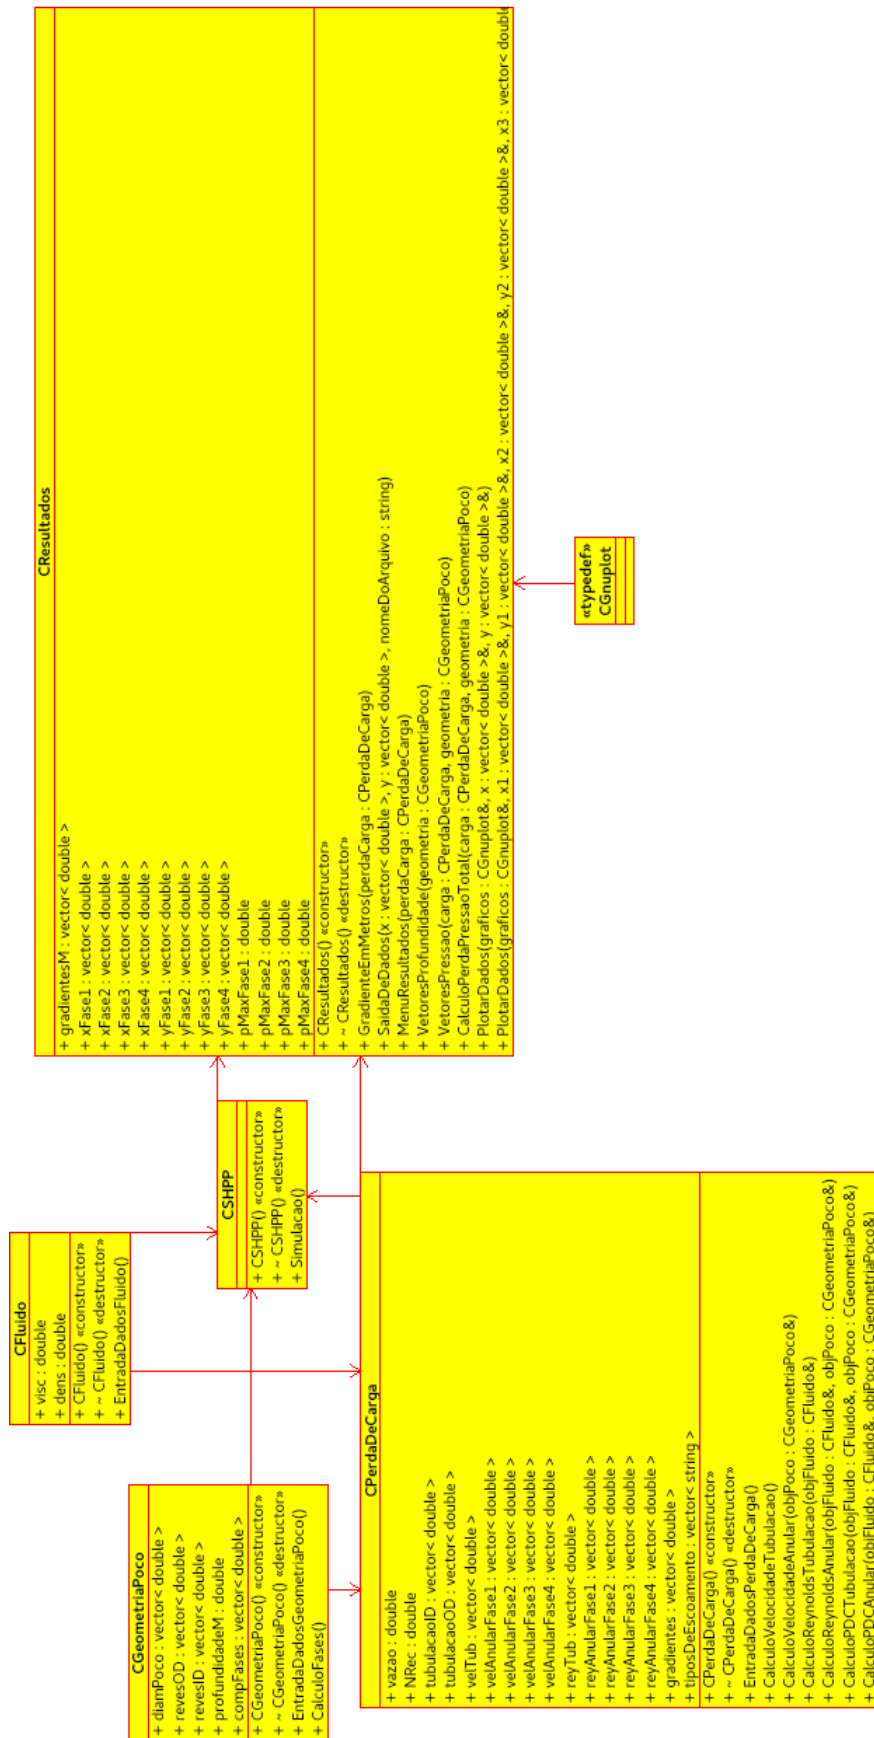 CGeometriaPoco
+ diamPoco : vector< double >
+ revesOD : vector< double >
+ revesID : vector< double >
+ profundidadeM : double
+ compFases : vector< double >
+ CGeometriaPoco() «constructor»
+ ~ CGeometriaPoco() «destructor»
+ EntradaDadosGeometriaPoco()
+ CalculoFases()
CFluido
+ visc : double
+ dens : double
+ CFluido() «constructor»
+ ~ CFluido() «destructor»
+ EntradaDadosFluido()
CSHPP
+ CSHPP() «constructor»
+ ~ CSHPP() «destructor»
+ Simulacao()
CResultados
+ gradientesM : vector< double >
+ xFase1 : vector< double >
+ xFase2 : vector< double >
+ xFase3 : vector< double >
+ xFase4 : vector< double >
+ yFase1 : vector< double >
+ yFase2 : vector< double >
+ yFase3 : vector< double >
+ yFase4 : vector< double >
+ pMaxFase1 : double
+ pMaxFase2 : double
+ pMaxFase3 : double
+ pMaxFase4 : double
+ CResultados() «constructor»
+ ~ CResultados() «destructor»
+ GradienteEmMetros(perdaCarga : CPerdaDeCarga)
+ SaidaDeDados(x : vector< double >, y : vector< double >, nomeDoArquivo : string)
+ MenuResultados(perdaCarga : CPerdaDeCarga)
+ VetoresProfundidade(geometria : CGeometriaPoco)
+ VetoresPressao(carga : CPerdaDeCarga, geometria : CGeometriaPoco)
+ CalculoPerdaPressaoTotal(carga : CPerdaDeCarga, geometria : CGeometriaPoco)
+ PlotarDados(graficos : CGnuplot&, x : vector< double >&, y : vector< double >&)
+ PlotarDados(graficos : CGnuplot&, x1 : vector< double >&, y1 : vector< double >&, x2 : vector< double >&, y2 : vector< double >&, x3 : vector< double
CPerdaDeCarga
+ vazao : double
+ NRec : double
+ tubulacaoID : vector< double >
+ tubulacaoOD : vector< double >
+ velTub : vector< double >
+ velAnularFase1 : vector< double >
+ velAnularFase2 : vector< double >
+ velAnularFase3 : vector< double >
+ velAnularFase4 : vector< double >
+ reyTub : vector< double >
+ reyAnularFase1 : vector< double >
+ reyAnularFase2 : vector< double >
+ reyAnularFase3 : vector< double >
+ reyAnularFase4 : vector< double >
+ gradientes : vector< double >
+ tiposDeEscoamento : vector< string >
+ CPerdaDeCarga() «constructor»
+ ~ CPerdaDeCarga() «destructor»
+ EntradaDadosPerdaDeCarga()
+ CalculoVelocidadeTubulacao()
+ CalculoVelocidadeAnular(objPoco : CGeometriaPoco&)
+ CalculoReynoldsTubulacao(objFluido : CFluido&)
+ CalculoReynoldsAnular(objFluido : CFluido&, objPoco : CGeometriaPoco&)
+ CalculoPDCTubulacao(objFluido : CFluido&, objPoco : CGeometriaPoco&)
+ CalculoPDCAnular(objFluido : CFluido&, objPoco : CGeometriaPoco&)
«typedef»
CGnuplot